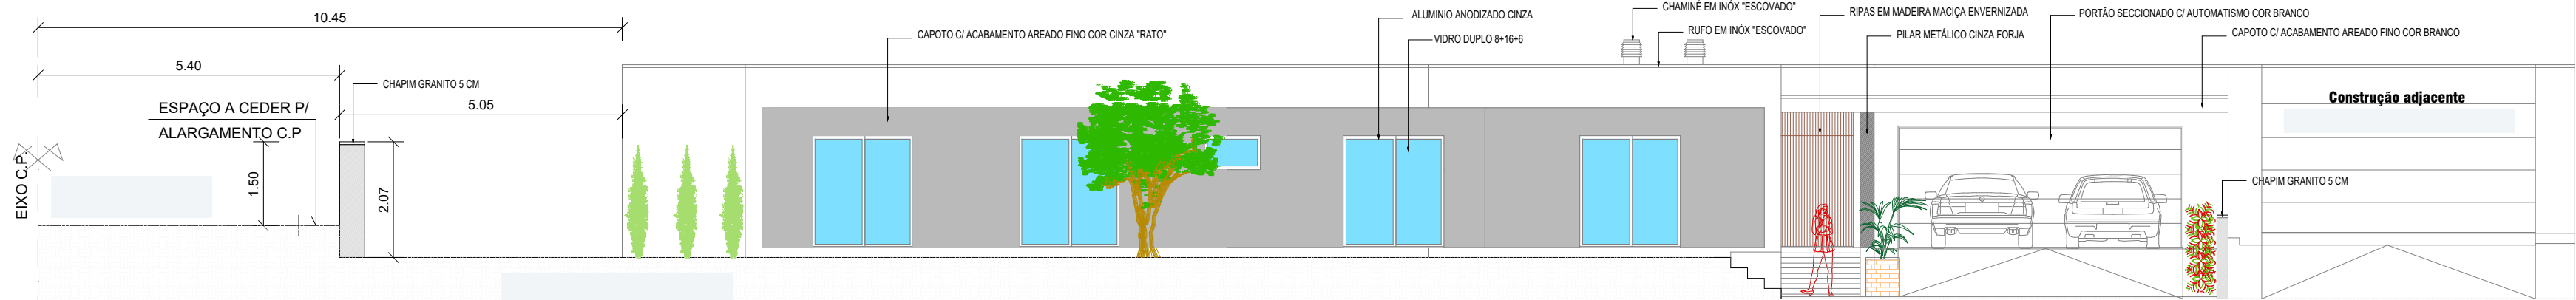 10.45
CAPOTO C/ ACABAMENTO AREADO FINO COR CINZA "RATO"
ALUMINIO ANODIZADO CINZA
VIDRO DUPLO 8+16+6
CHAMINÉ EM INÓX "ESCOVADO"
RUFO EM INÓX "ESCOVADO"
RIPAS EM MADEIRA MACIÇA ENVERNIZADA
PILAR METÁLICO CINZA FORJA
PORTÃO SECCIONADO C/ AUTOMATISMO COR BRANCO
CAPOTO C/ ACABAMENTO AREADO FINO COR BRANCO
5.40
CHAPIM GRANITO 5 CM
5.05
ESPAÇO A CEDER P/
ALARGAMENTO C.P
Construção adjacente
EIXO C.P.
1.50
2.07
CHAPIM GRANITO 5 CM